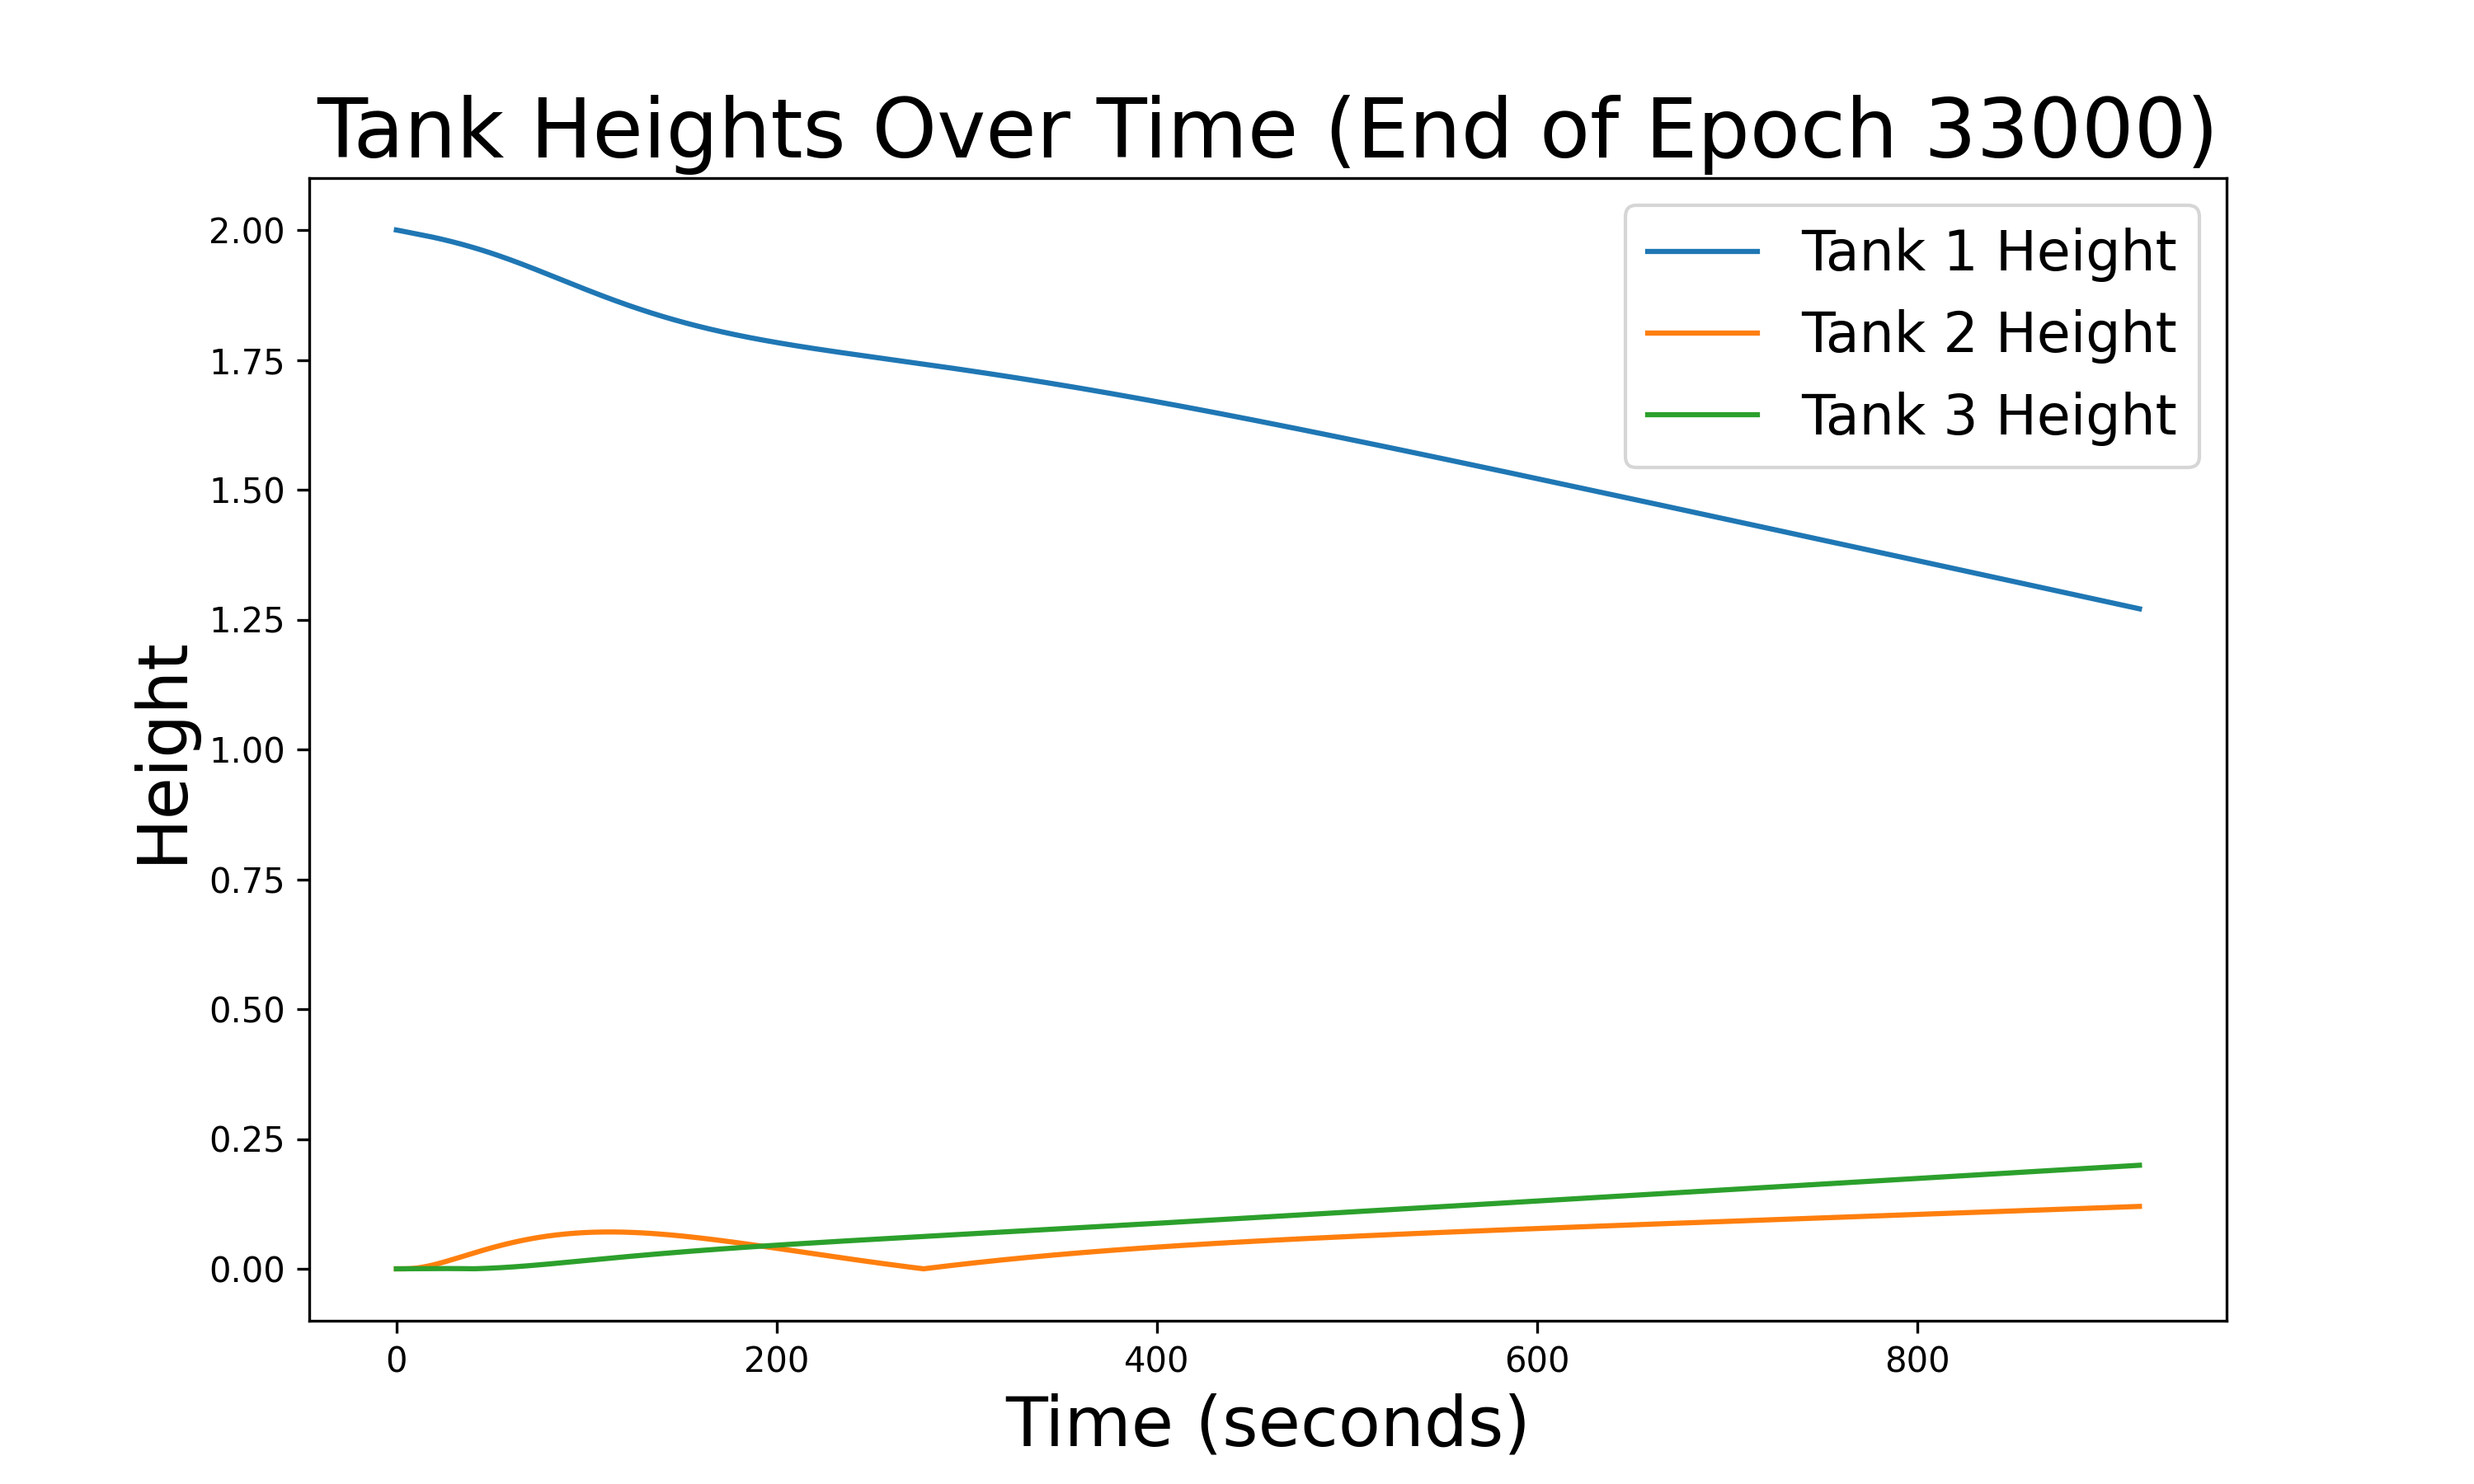 Tank Heights Over Time (End of Epoch 33000)
Tank 1 Height
Tank 2 Height
Tank 3 Height
Height
2.00
1.75
1.50
1.25
1.00
0.75
0.50
0.25
0.00
0 200 400 600 800
Time (seconds)